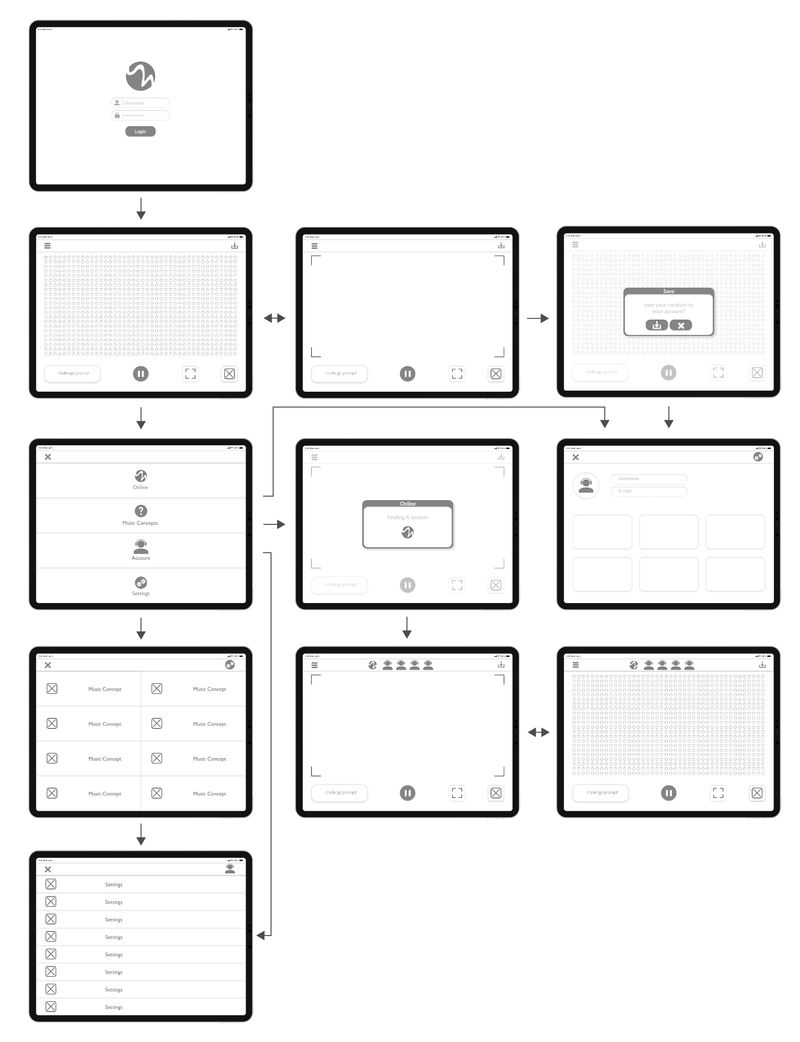 Username
Login
challenge prompt
challenge prompt
Save
save your creation to
your account?
challenge prompt
Online
Music Concepts
Account
Settings
Online
Finding A Session
challenge prompt
Username
E-Mail
Music Concept
Music Concept
Music Concept
Music Concept
Music Concept
Music Concept
Music Concept
Music Concept
challenge prompt
challenge prompt
Settings
Settings
Settings
Settings
Settings
Settings
Settings
Settings